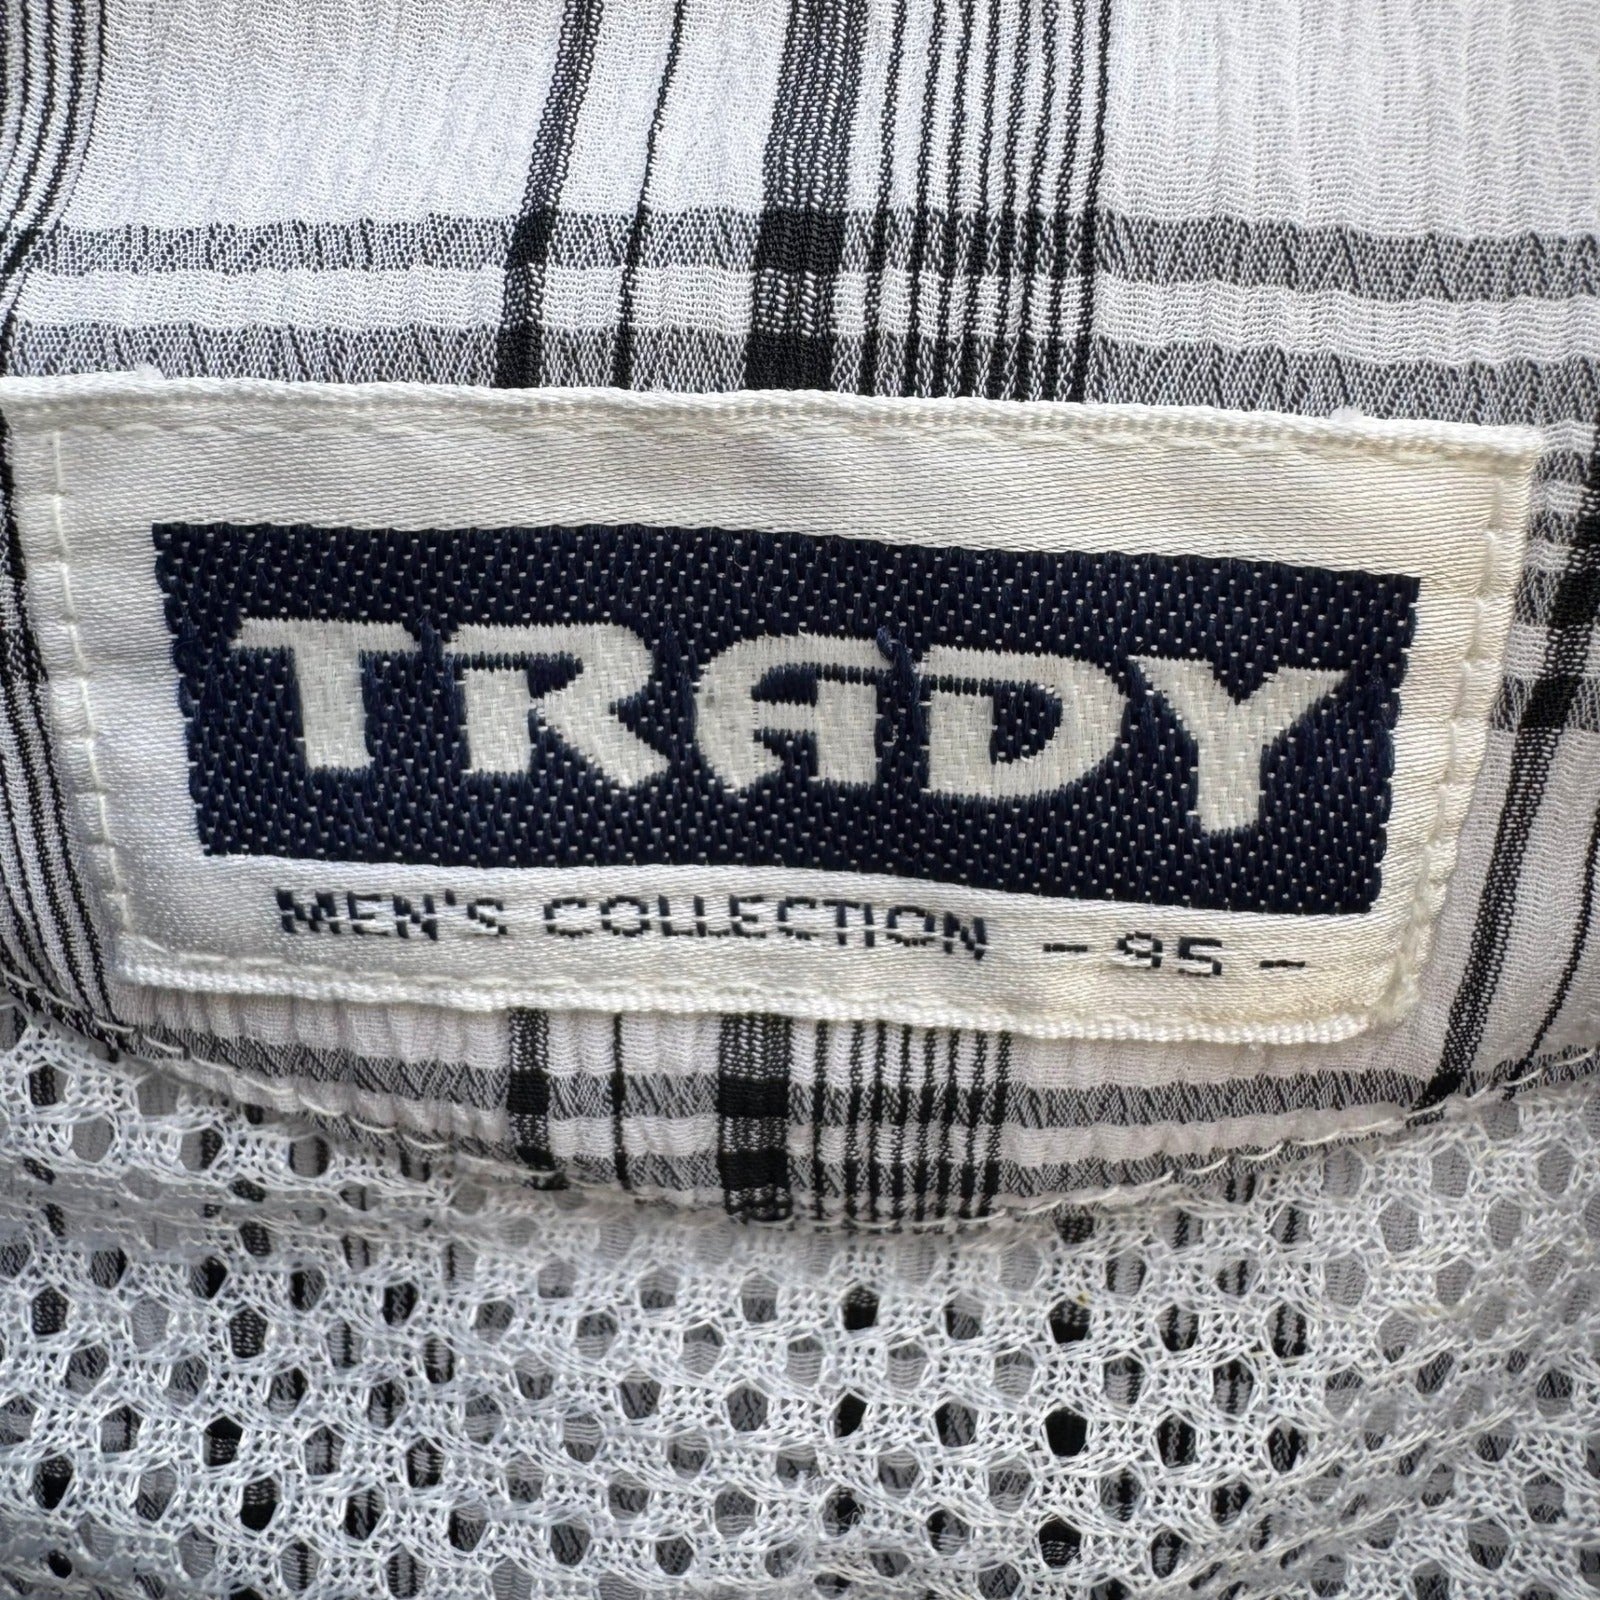 TRADY
MEN'S COLLECTION - 95 -